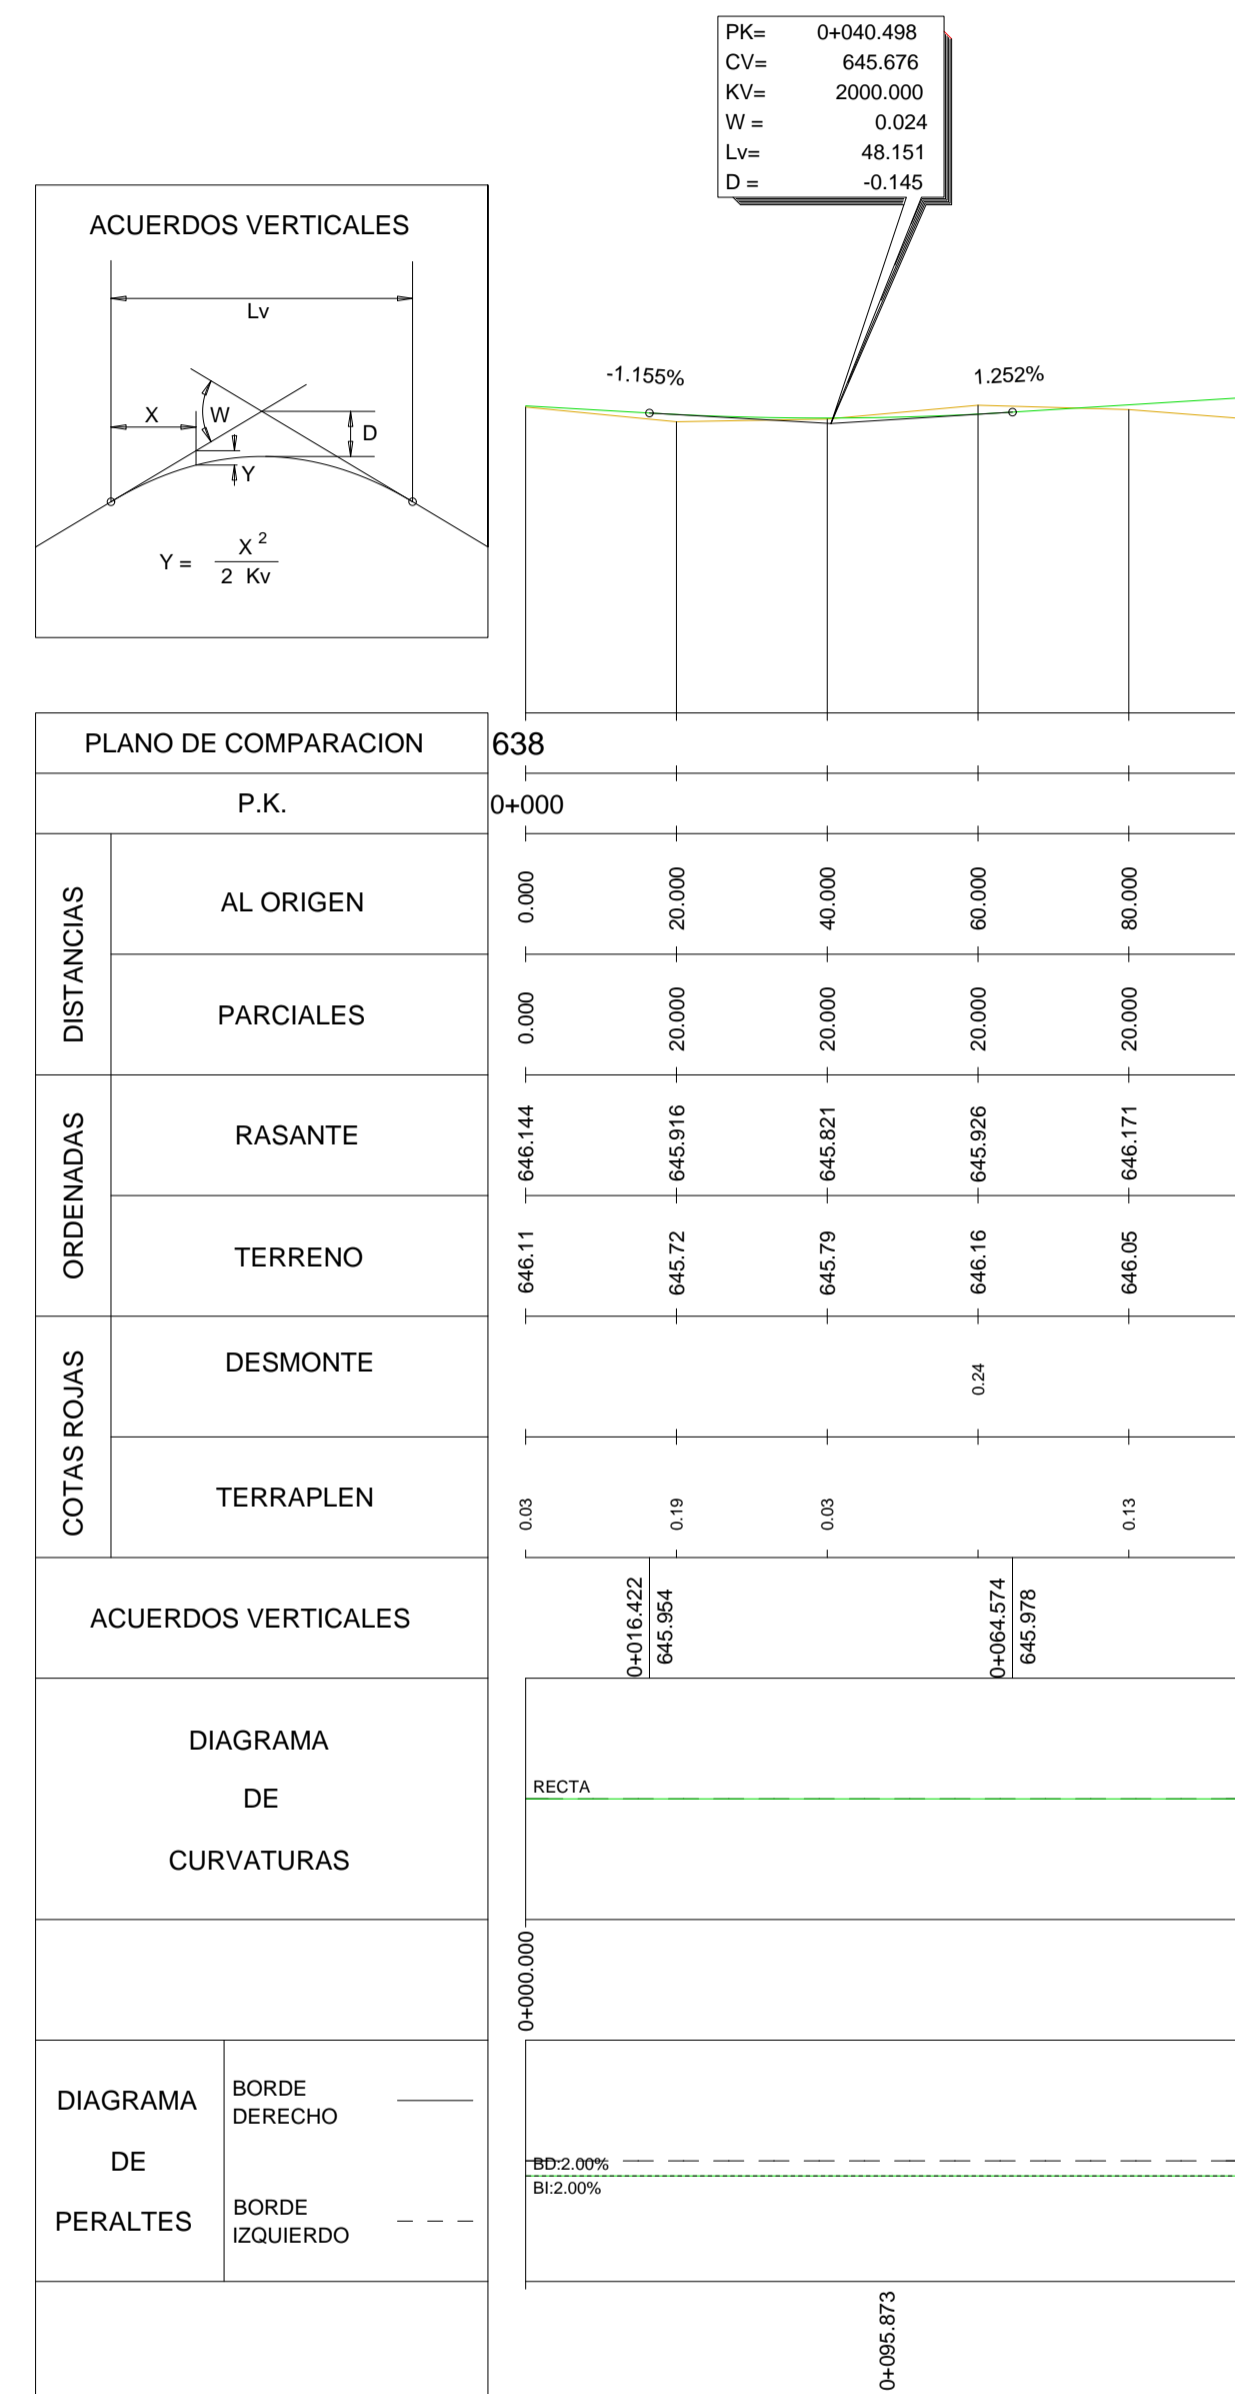 PK= 0+040.498
CV= 645.676
KV= 2000.000
W = 0.024
Lv= 48.151
D = -0.145
ACUERDOS VERTICALES
Lv
X
W
D
Y
Y = X 2
2 Kv
-1.155%
1.252%
PLANO DE COMPARACION 638
P.K. 0+000
DISTANCIAS
AL ORIGEN 0.000 20.000 40.000 60.000 80.000
PARCIALES 0.000 20.000 20.000 20.000 20.000
ORDENADAS
RASANTE 646.144 645.916 645.821 645.926 646.171
TERRENO 646.11 645.72 645.79 646.16 646.05
COTAS ROJAS
DESMONTE 0.24
TERRAPLEN 0.03 0.19 0.03 0.13
ACUERDOS VERTICALES
0+016.422
645.954
0+064.574
645.978
DIAGRAMA
DE
CURVATURAS
RECTA
0+000.000
DIAGRAMA
DE
PERALTES
BORDE
DERECHO
BORDE
IZQUIERDO
BD:2.00%
BI:2.00%
0+095.873